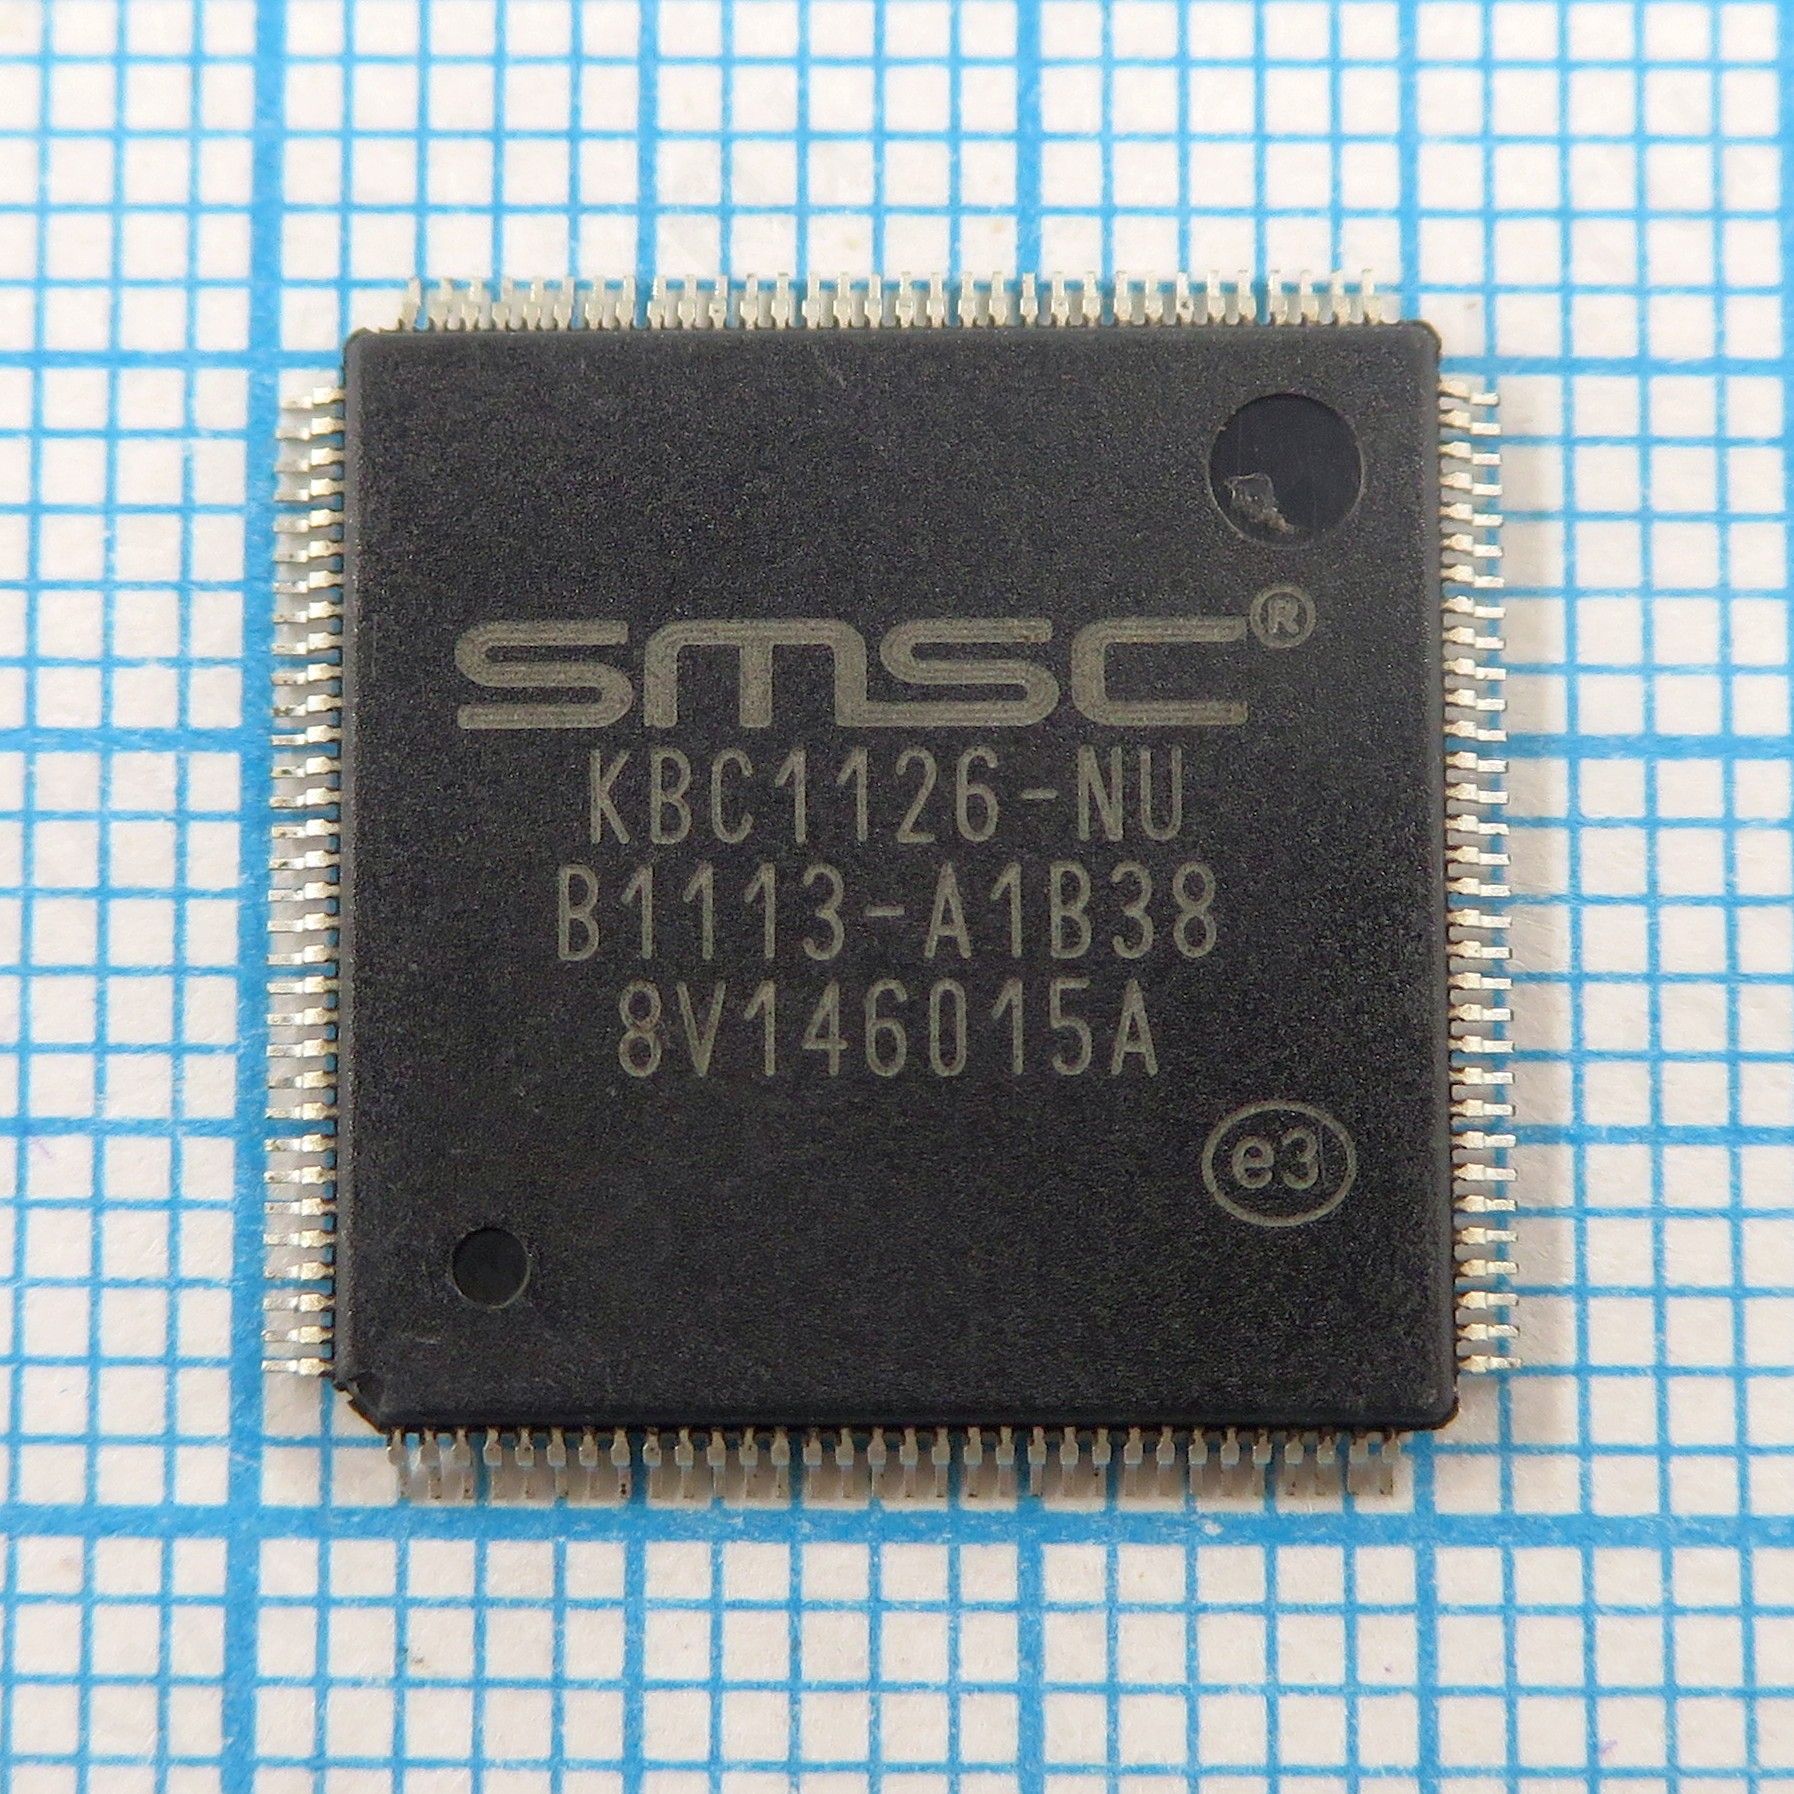 SMSC®
KBC1126-NU
B1113-A1B38
8V146015A
e3